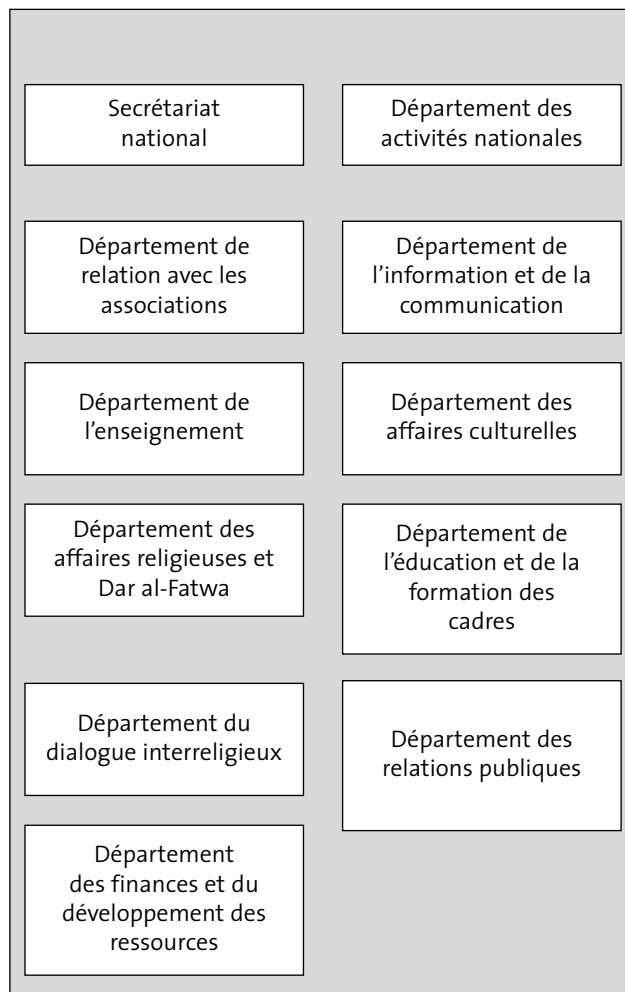 Secrétariat
national
Département des
activités nationales
Département de
relation avec les
associations
Département de
l'information et de la
communication
Département de
l'enseignement
Département des
affaires culturelles
Département des
affaires religieuses et
Dar al-Fatwa
Département de
l'éducation et de la
formation des
cadres
Département du
dialogue interreligieux
Département des
relations publiques
Département
des finances et du
développement des
ressources